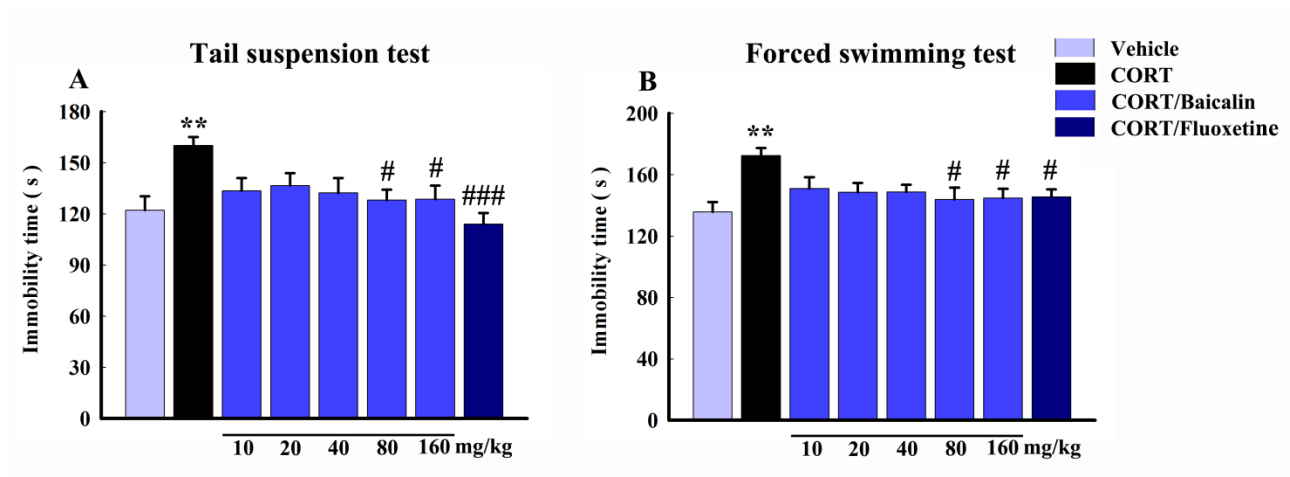 Tail suspension test
A
Immobility time ( s )
180
150
120
90
60
30
0
**
#
#
###
10 20 40 80 160 mg/kg
Forced swimming test
B
Immobility time ( s )
200
160
120
80
40
0
**
#
#
#
10 20 40 80 160 mg/kg
Vehicle
CORT
CORT/Baicalin
CORT/Fluoxetine